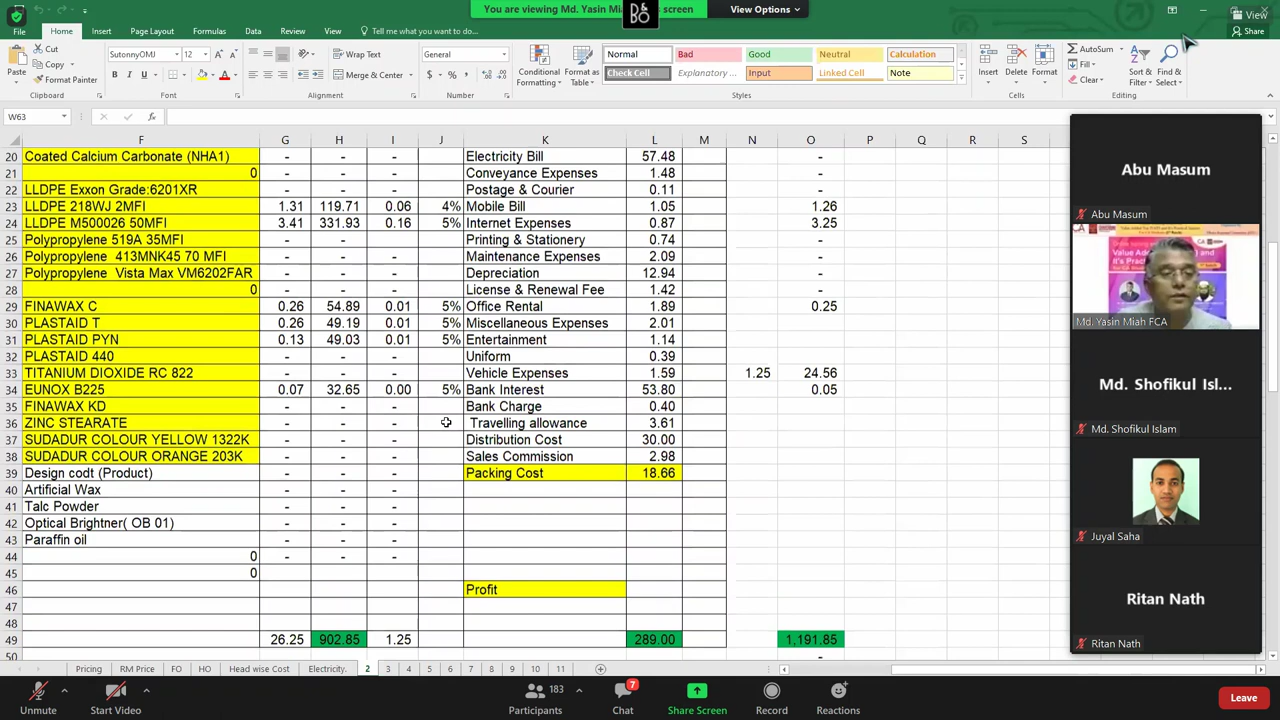 You are viewing Md. Yasin Miah
s screen
View Options
View
File Home Insert Page Layout Formulas Data Review View Tell me what you want to do... Share
Cut SutonnyOMJ 12 Wrap Text General Normal Bad Good Neutral Calculation AutoSum
Paste Copy Conditional Formatting Format as Table Fill Sort & Filter Find & Select
Format Painter Merge & Center Check Cell Explanatory ... Input Linked Cell Note Insert Delete Format Clear
Clipboard Font Alignment Number Styles Cells Editing
W63
F G H I J K L M N O P Q R S
20 Coated Calcium Carbonate (NHA1) - - - Electricity Bill 57.48 -
21 0 - - - Conveyance Expenses 1.48 -
22 LLDPE Exxon Grade:6201XR - - - Postage & Courier 0.11 -
23 LLDPE 218WJ 2MFI 1.31 119.71 0.06 4% Mobile Bill 1.05 1.26
24 LLDPE M500026 50MFI 3.41 331.93 0.16 5% Internet Expenses 0.87 3.25
25 Polypropylene 519A 35MFI - - - Printing & Stationery 0.74 -
26 Polypropylene 413MNK45 70 MFI - - - Maintenance Expenses 2.09 -
27 Polypropylene Vista Max VM6202FAR - - - Depreciation 12.94 -
28 0 - - - License & Renewal Fee 1.42 -
29 FINAWAX C 0.26 54.89 0.01 5% Office Rental 1.89 0.25
30 PLASTAID T 0.26 49.19 0.01 5% Miscellaneous Expenses 2.01
31 PLASTAID PYN 0.13 49.03 0.01 5% Entertainment 1.14
32 PLASTAID 440 - - - Uniform 0.39
33 TITANIUM DIOXIDE RC 822 - - - Vehicle Expenses 1.59 1.25 24.56
34 EUNOX B225 0.07 32.65 0.00 5% Bank Interest 53.80 0.05
35 FINAWAX KD - - - Bank Charge 0.40
36 ZINC STEARATE - - - Travelling allowance 3.61
37 SUDADUR COLOUR YELLOW 1322K - - - Distribution Cost 30.00
38 SUDADUR COLOUR ORANGE 203K - - - Sales Commission 2.98
39 Design codt (Product) - - - Packing Cost 18.66
40 Artificial Wax - - -
41 Talc Powder - - -
42 Optical Brightner( OB 01) - - -
43 Paraffin oil - - -
44 0 - - -
45 0 - - -
46 Profit
47
48
49 26.25 902.85 1.25 289.00 1,191.85
50 -
Pricing RM Price FO HO Head wise Cost Electricity. 2 3 4 5 6 7 8 9 10 11
Abu Masum
Abu Masum
Md. Yasin Miah FCA
Md. Shofikul Isl...
Md. Shofikul Islam
Juyal Saha
Ritan Nath
Ritan Nath
Unmute Start Video 183 Participants 7 Chat Share Screen Record Reactions Leave